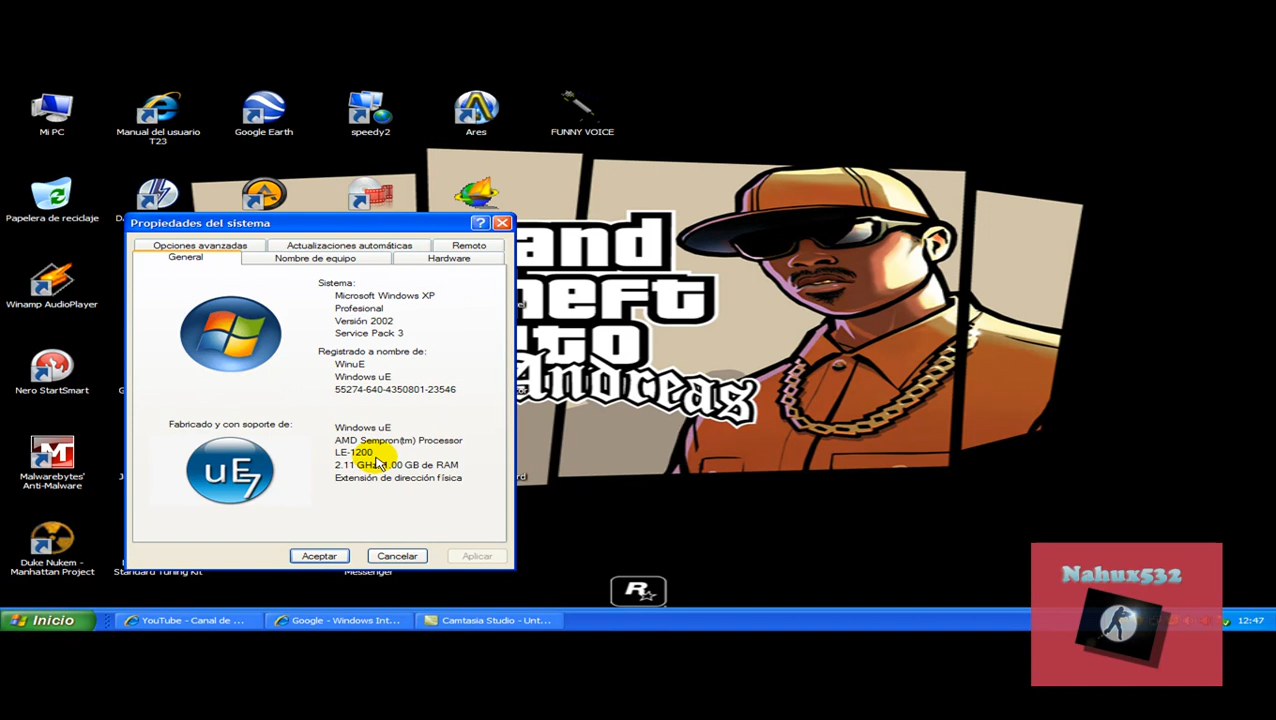 Mi PC
Manual del usuario
T23
Google Earth
speedy2
Ares
FUNNY VOICE
Papelera de reciclaje
Winamp AudioPlayer
Nero StartSmart
Malwarebytes'
Anti-Malware
Duke Nukem -
Manhattan Project
Standard Tuning Kit
Messenger
Propiedades del sistema
Opciones avanzadas
Actualizaciones automáticas
Remoto
General
Nombre de equipo
Hardware
Sistema:
Microsoft Windows XP
Profesional
Versión 2002
Service Pack 3
Registrado a nombre de:
WinuE
Windows uE
55274-640-4350801-23546
Fabricado y con soporte de:
uE7
Windows uE
AMD Sempron(tm) Processor
LE-1200
2.11 GHz, 1.00 GB de RAM
Extensión de dirección física
Aceptar
Cancelar
Aplicar
and
heft
uto
Andreas
R
Nahux532
Inicio
YouTube - Canal de ...
Google - Windows Int...
Camtasia Studio - Unt...
12:47